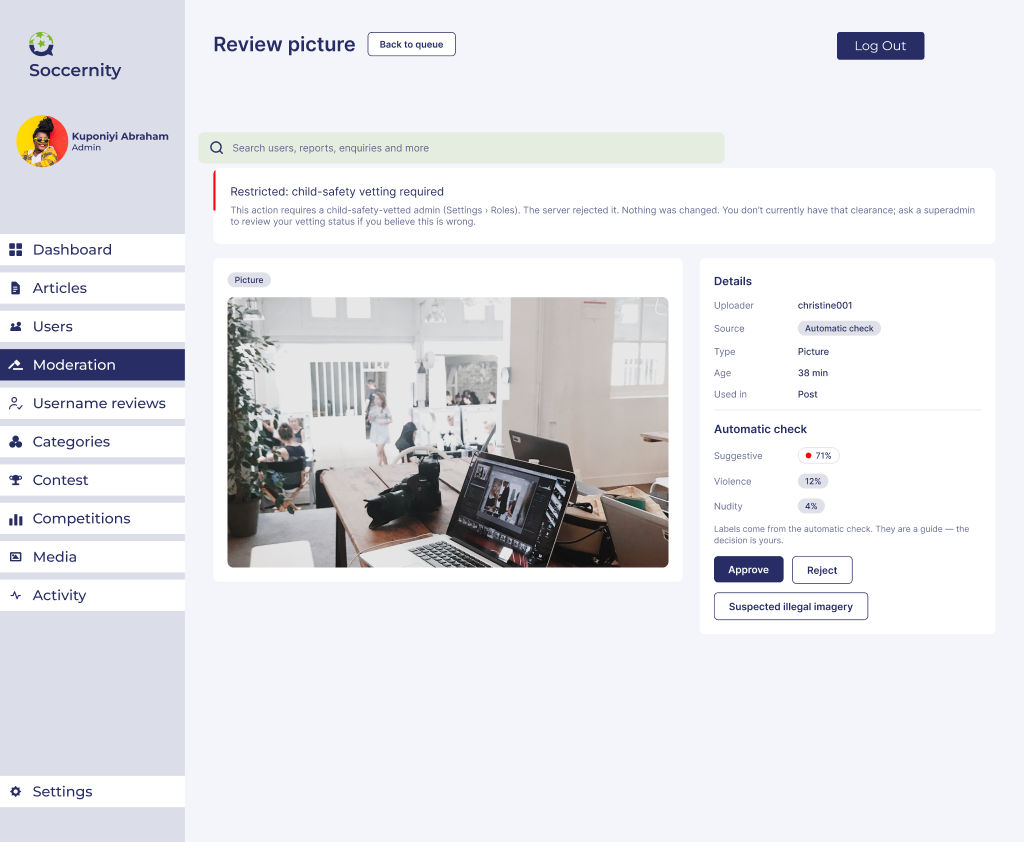 Soccernity
Kuponiyi Abraham
Admin
Dashboard
Articles
Users
Moderation
Username reviews
Categories
Contest
Competitions
Media
Activity
Settings
Review picture
Back to queue
Log Out
Search users, reports, enquiries and more
Restricted: child-safety vetting required
This action requires a child-safety-vetted admin (Settings › Roles). The server rejected it. Nothing was changed. You don't currently have that clearance; ask a superadmin
to review your vetting status if you believe this is wrong.
Picture
Details
Uploader christine001
Source Automatic check
Type Picture
Age 38 min
Used in Post
Automatic check
Suggestive 71%
Violence 12%
Nudity 4%
Labels come from the automatic check. They are a guide — the
decision is yours.
Approve Reject
Suspected illegal imagery